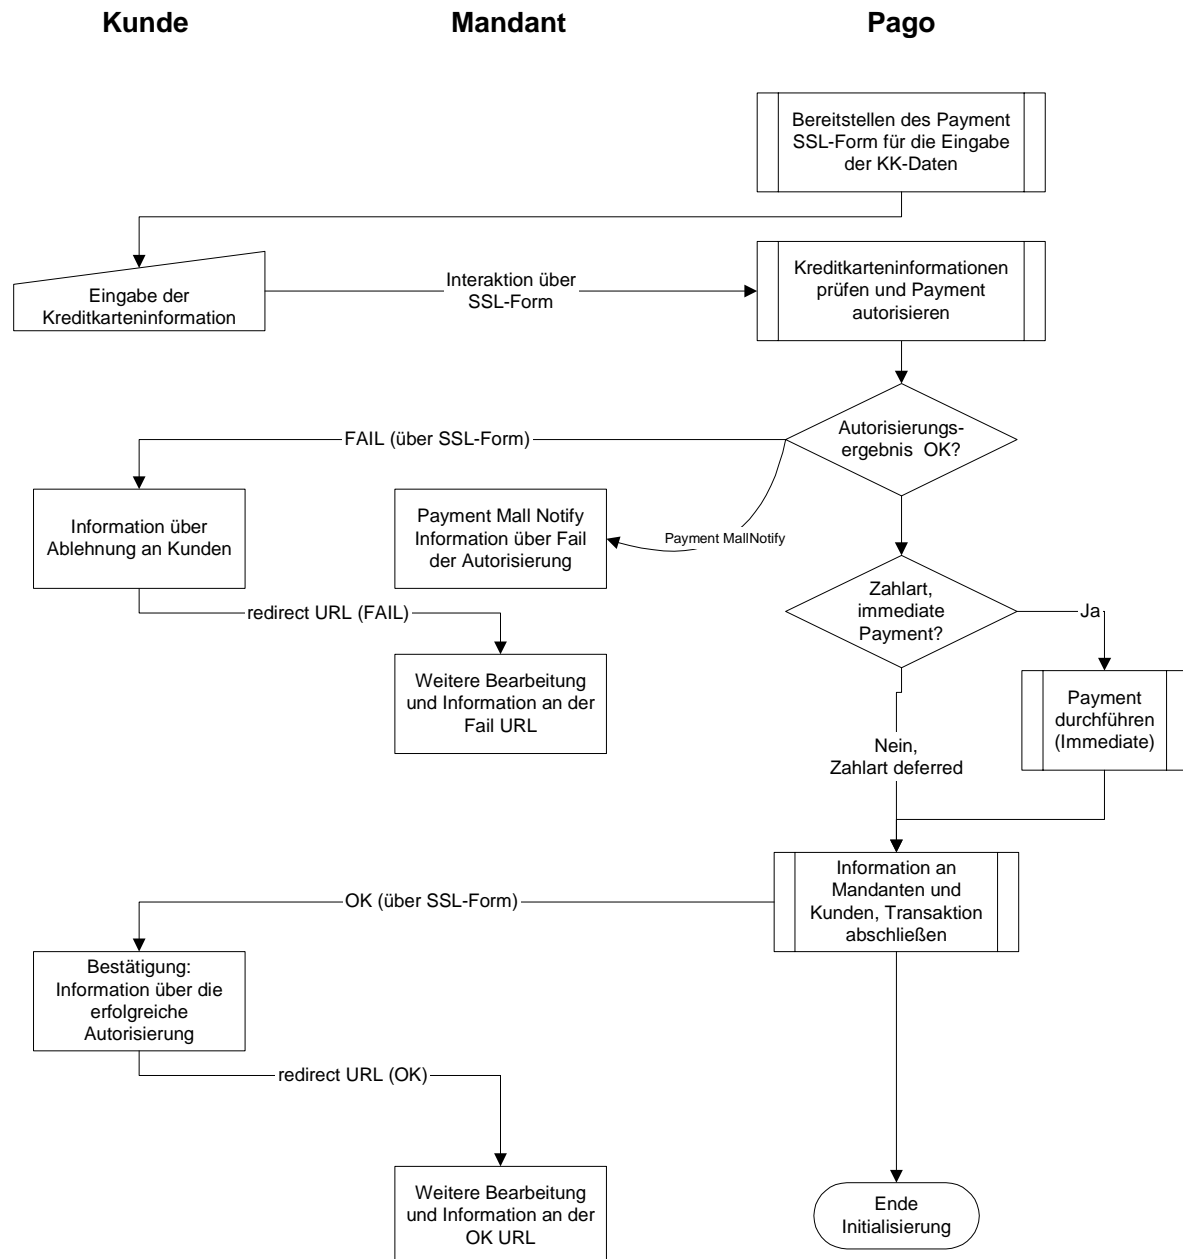 Kunde
Mandant
Pago
Bereitstellen des Payment
SSL-Form für die Eingabe
der KK-Daten
Eingabe der
Kreditkarteninformation
Interaktion über
SSL-Form
Kreditkarteninformationen
prüfen und Payment
autorisieren
Autorisierungs-
ergebnis OK?
FAIL (über SSL-Form)
Information über
Ablehnung an Kunden
Payment Mall Notify
Information über Fail
der Autorisierung
Payment MallNotify
Zahlart,
immediate
Payment?
Ja
redirect URL (FAIL)
Weitere Bearbeitung
und Information an der
Fail URL
Payment
durchführen
(Immediate)
Nein,
Zahlart deferred
Information an
Mandanten und
Kunden, Transaktion
abschließen
OK (über SSL-Form)
Bestätigung:
Information über die
erfolgreiche
Autorisierung
redirect URL (OK)
Weitere Bearbeitung
und Information an der
OK URL
Ende
Initialisierung